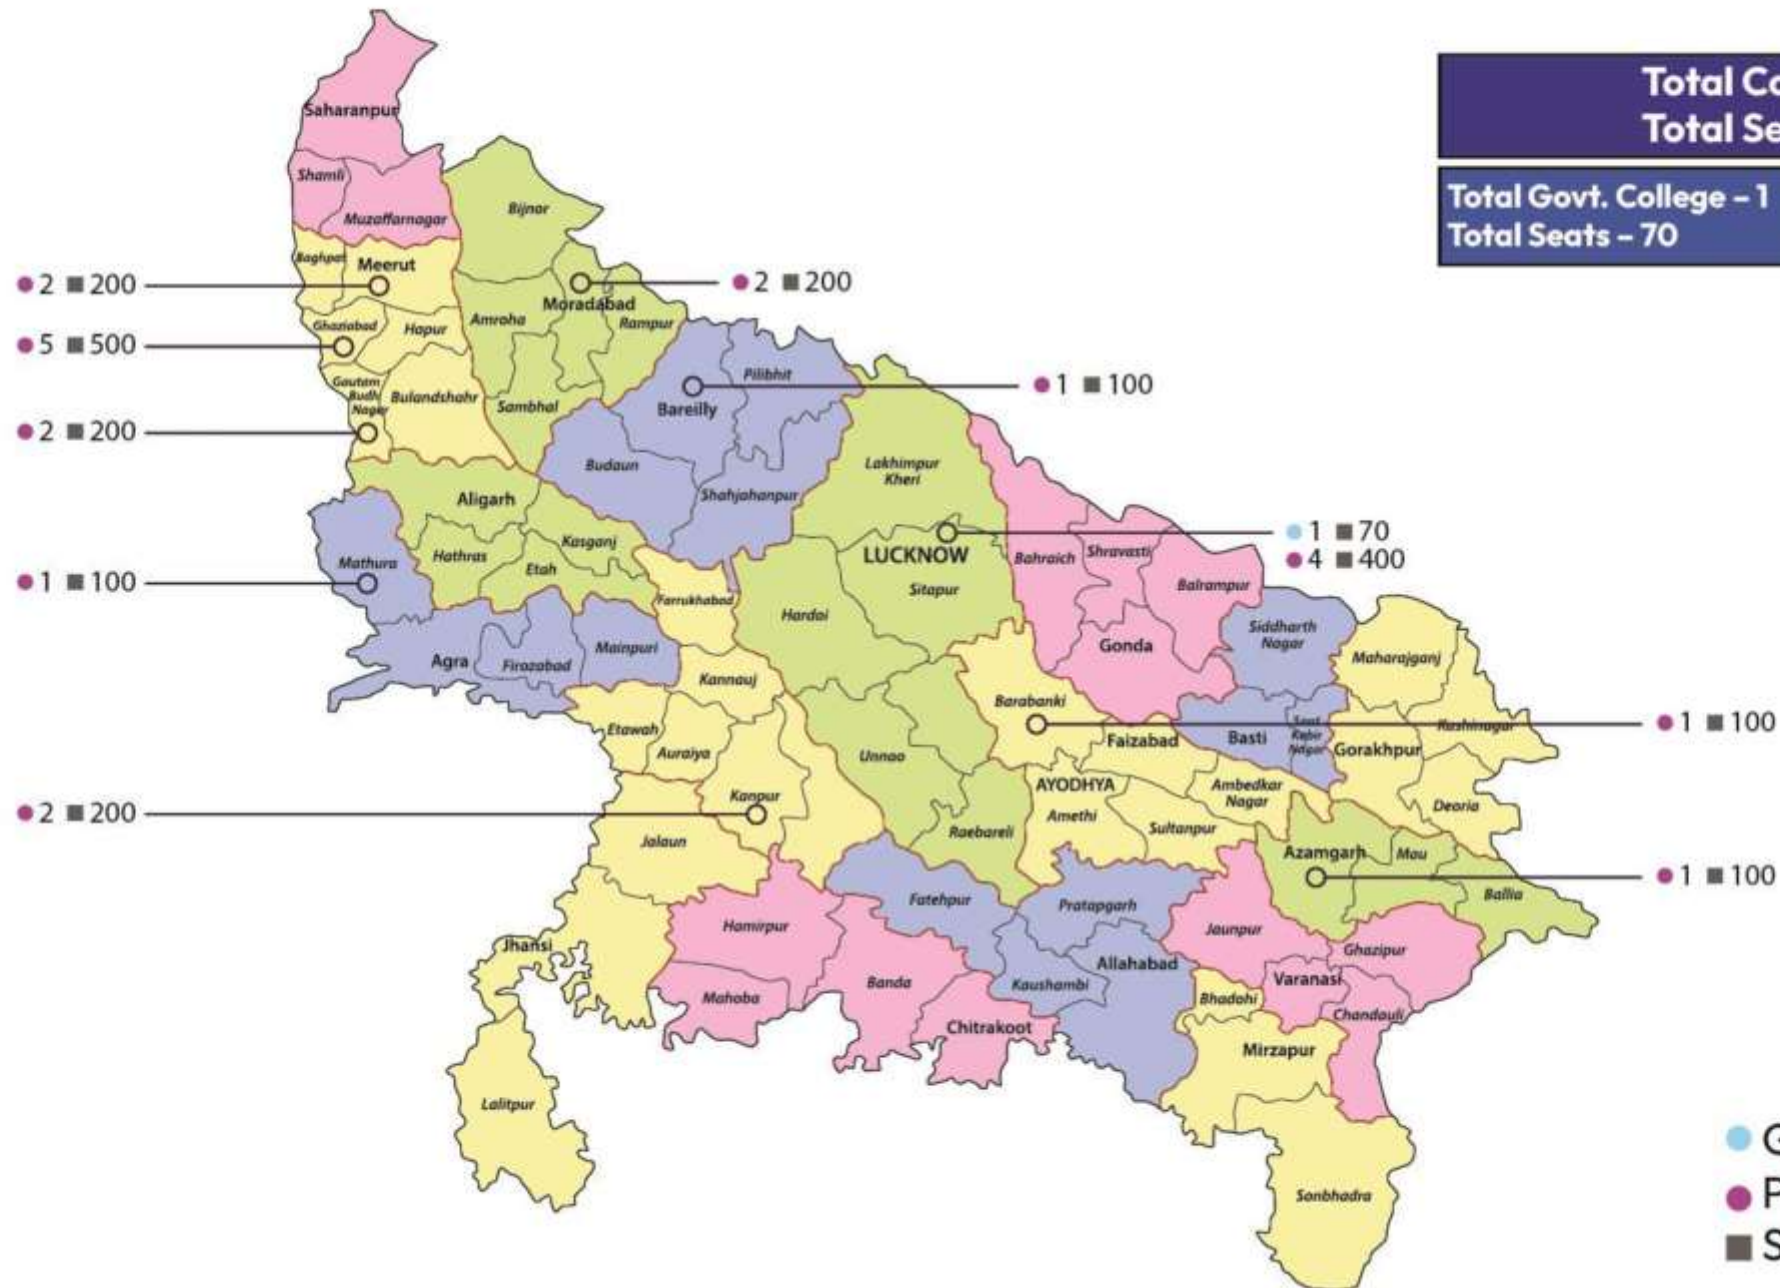 Total Co
Total Se
Total Govt. College – 1
Total Seats – 70
Saharanpur
Shamli
Muzaffarnagar
Bijnor
Baghpat
Meerut
2 200
Moradabad
2 200
Ghaziabad
Hapur
Amroha
Rampur
5 500
Gautam
Budh
Nagar
Bulandshahr
Sambhal
2 200
Pilibhit
Bareilly
1 100
Budaun
Shahjahanpur
Lakhimpur
Kheri
Aligarh
Hathras
Kasganj
Etah
Mathura
1 100
LUCKNOW
1 70
4 400
Sitapur
Hardoi
Bahraich
Shravasti
Balrampur
Gonda
Farrukhabad
Agra
Firozabad
Mainpuri
Kannauj
Siddharth
Nagar
Maharajganj
Etawah
Auraiya
Unnao
Barabanki
1 100
Faizabad
Basti
Sant
Kabir
Nagar
Gorakhpur
Kushinagar
Deoria
AYODHYA
Amethi
Ambedkar
Nagar
Sultanpur
Raebareli
Kanpur
2 200
Jalaun
Azamgarh
Mau
Ballia
1 100
Fatehpur
Pratapgarh
Jaunpur
Ghazipur
Hamirpur
Jhansi
Mahoba
Banda
Chitrakoot
Kaushambi
Allahabad
Varanasi
Chandauli
Bhadohi
Mirzapur
Lalitpur
Sonbhadra
G
P
S